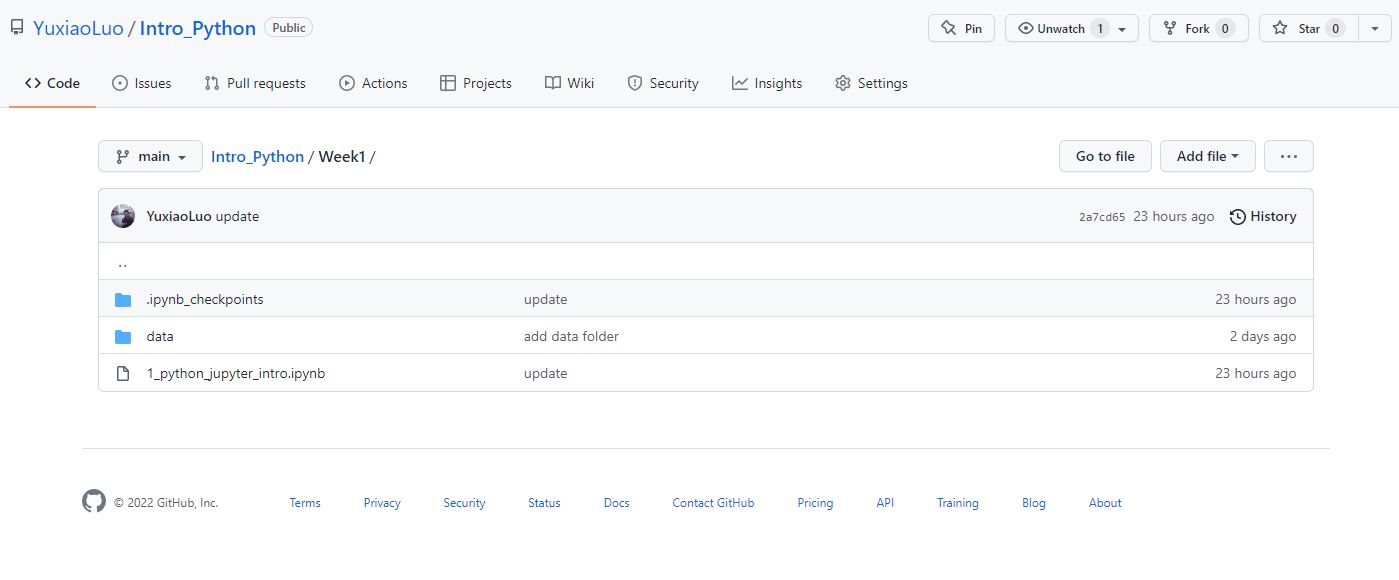 YuxiaoLuo / Intro_Python Public Pin Unwatch 1 Fork 0 Star 0
Code Issues Pull requests Actions Projects Wiki Security Insights Settings
main Intro_Python / Week1 / Go to file Add file ...
YuxiaoLuo update 2a7cd65 23 hours ago History
..
.ipynb_checkpoints update 23 hours ago
data add data folder 2 days ago
1_python_jupyter_intro.ipynb update 23 hours ago
© 2022 GitHub, Inc. Terms Privacy Security Status Docs Contact GitHub Pricing API Training Blog About